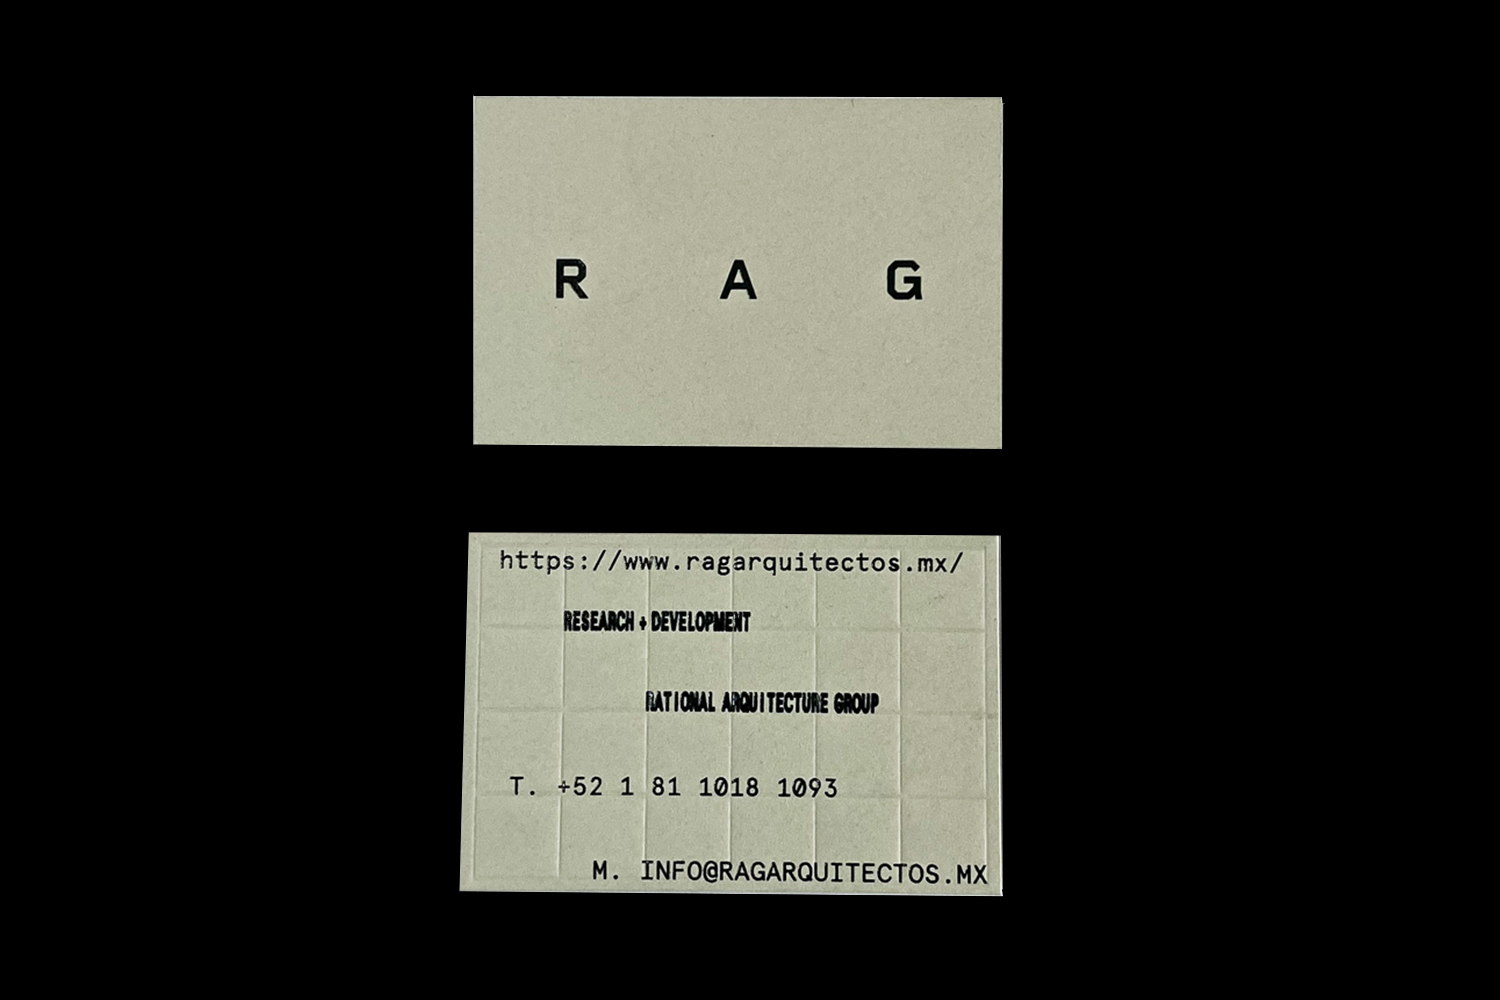 R A G
https://www.ragarquitectos.mx/
RESEARCH + DEVELOPMENT
RATIONAL ARQUITECTURE GROUP
T. +52 1 81 1018 1093
M. INFO@RAGARQUITECTOS.MX